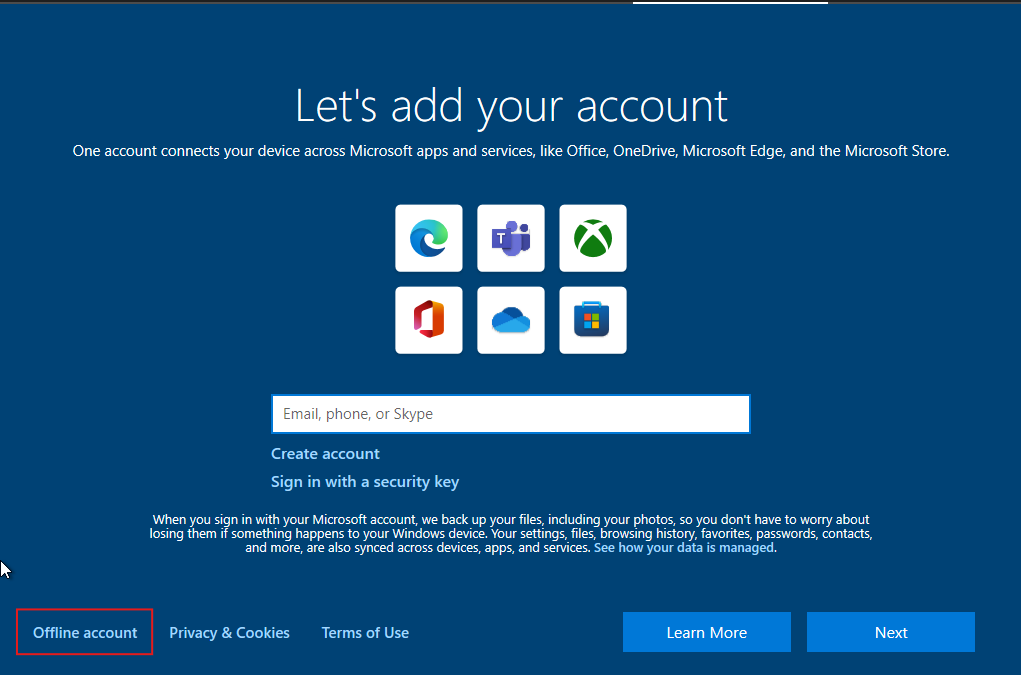 Let's add your account
One account connects your device across Microsoft apps and services, like Office, OneDrive, Microsoft Edge, and the Microsoft Store.
T
Email, phone, or Skype
Create account
Sign in with a security key
When you sign in with your Microsoft account, we back up your files, including your photos, so you don't have to worry about
losing them if something happens to your Windows device. Your settings, files, browsing history, favorites, passwords, contacts,
and more, are also synced across devices, apps, and services. See how your data is managed.
Offline account Privacy & Cookies Terms of Use Learn More Next